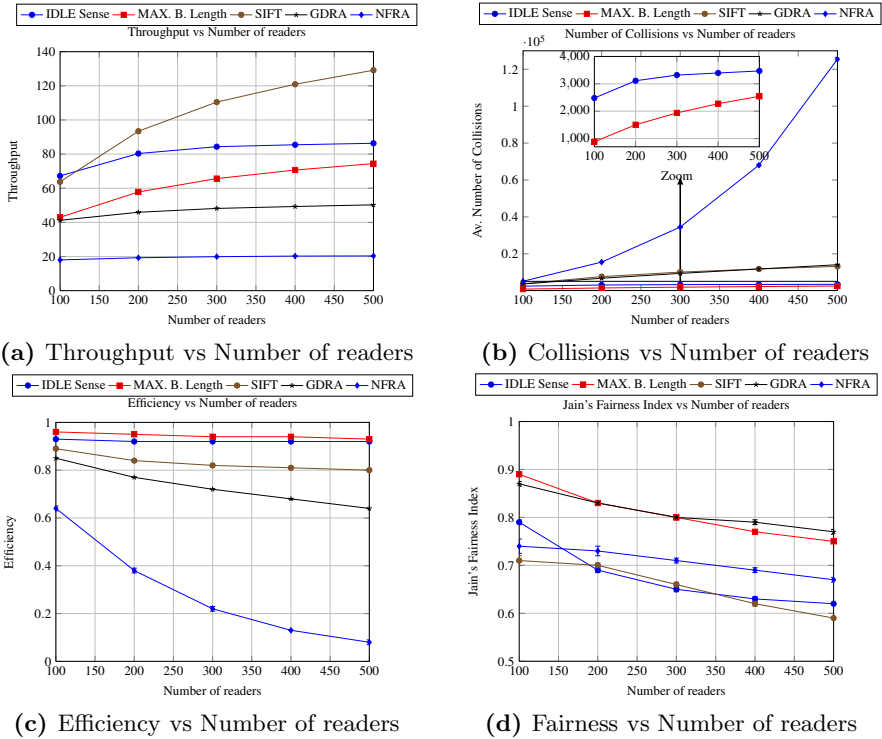 IDLE Sense MAX. B. Length SIFT GDRA NFRA
Throughput vs Number of readers
140
120
100
80
60
40
20
0
Throughput
100 150 200 250 300 350 400 450 500
Number of readers
(a) Throughput vs Number of readers
IDLE Sense MAX. B. Length SIFT GDRA NFRA
Number of Collisions vs Number of readers
·10⁵
1.2
1
0.8
0.6
0.4
0.2
Av. Number of Collisions
4,000
3,000
2,000
1,000
100 200 300 400 500
Zoom
100 150 200 250 300 350 400 450 500
Number of readers
(b) Collisions vs Number of readers
IDLE Sense MAX. B. Length SIFT GDRA NFRA
Efficiency vs Number of readers
1
0.8
0.6
0.4
0.2
0
Efficiency
100 150 200 250 300 350 400 450 500
Number of readers
(c) Efficiency vs Number of readers
IDLE Sense MAX. B. Length SIFT GDRA NFRA
Jain's Fairness Index vs Number of readers
1
0.9
0.8
0.7
0.6
0.5
Jain's Fairness Index
100 150 200 250 300 350 400 450 500
Number of readers
(d) Fairness vs Number of readers